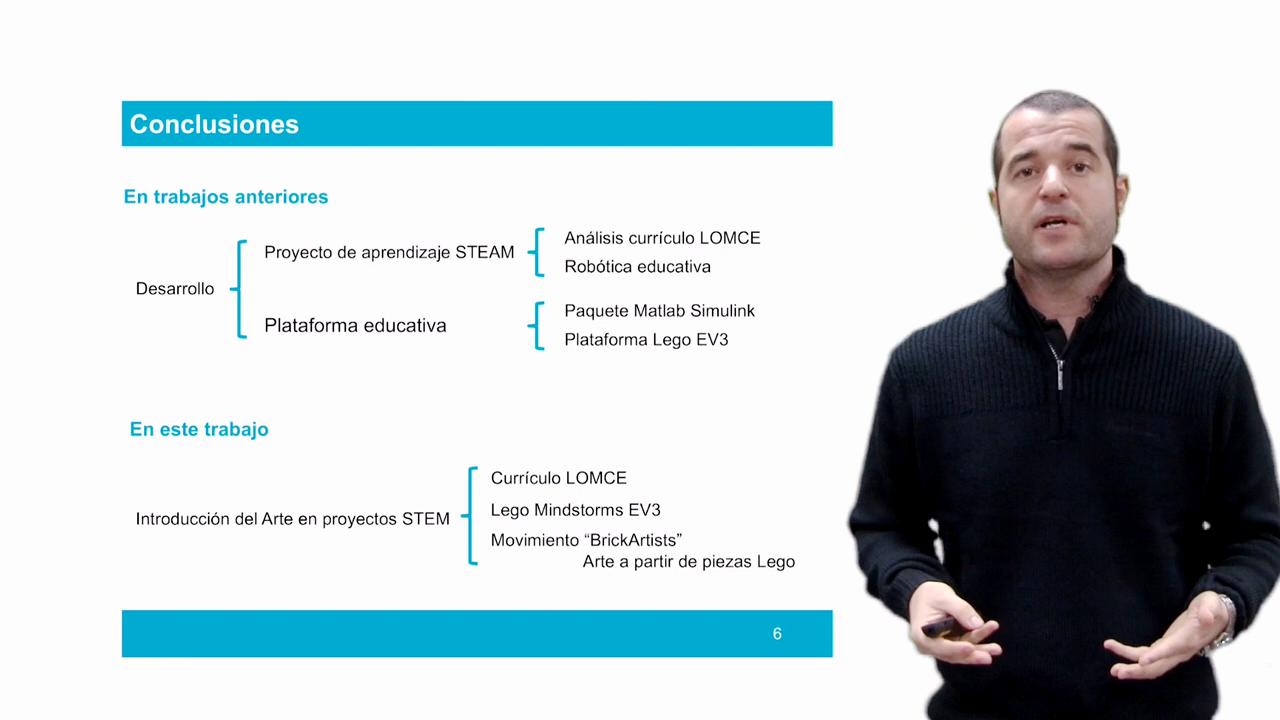 Conclusiones
En trabajos anteriores
Desarrollo
Proyecto de aprendizaje STEAM
Análisis currículo LOMCE
Robótica educativa
Plataforma educativa
Paquete Matlab Simulink
Plataforma Lego EV3
En este trabajo
Introducción del Arte en proyectos STEM
Currículo LOMCE
Lego Mindstorms EV3
Movimiento “BrickArtists”
Arte a partir de piezas Lego
6